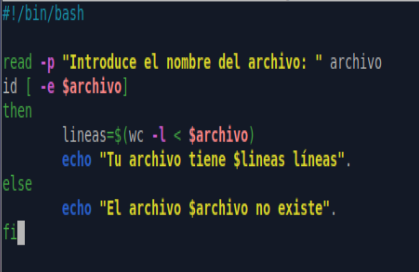 #!/bin/bash
read -p "Introduce el nombre del archivo: " archivo
id [ -e $archivo]
then
lineas=$(wc -l < $archivo)
echo "Tu archivo tiene $lineas líneas".
else
echo "El archivo $archivo no existe".
fi